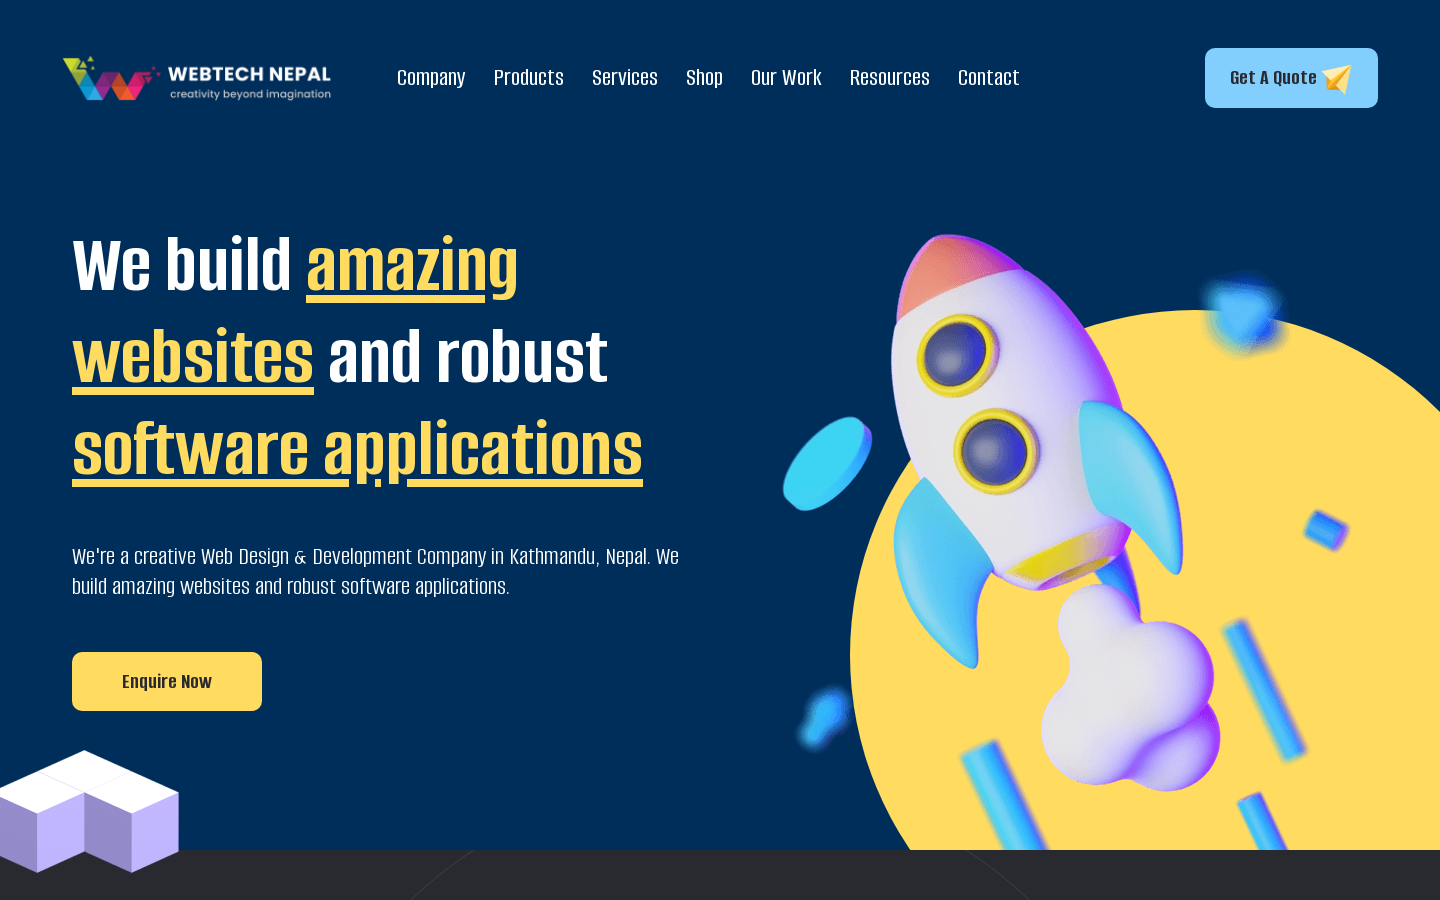 WEBTECH NEPAL
creativity beyond imagination
Company Products Services Shop Our Work Resources Contact
Get A Quote
We build amazing
websites and robust
software applications
We're a creative Web Design & Development Company in Kathmandu, Nepal. We
build amazing websites and robust software applications.
Enquire Now